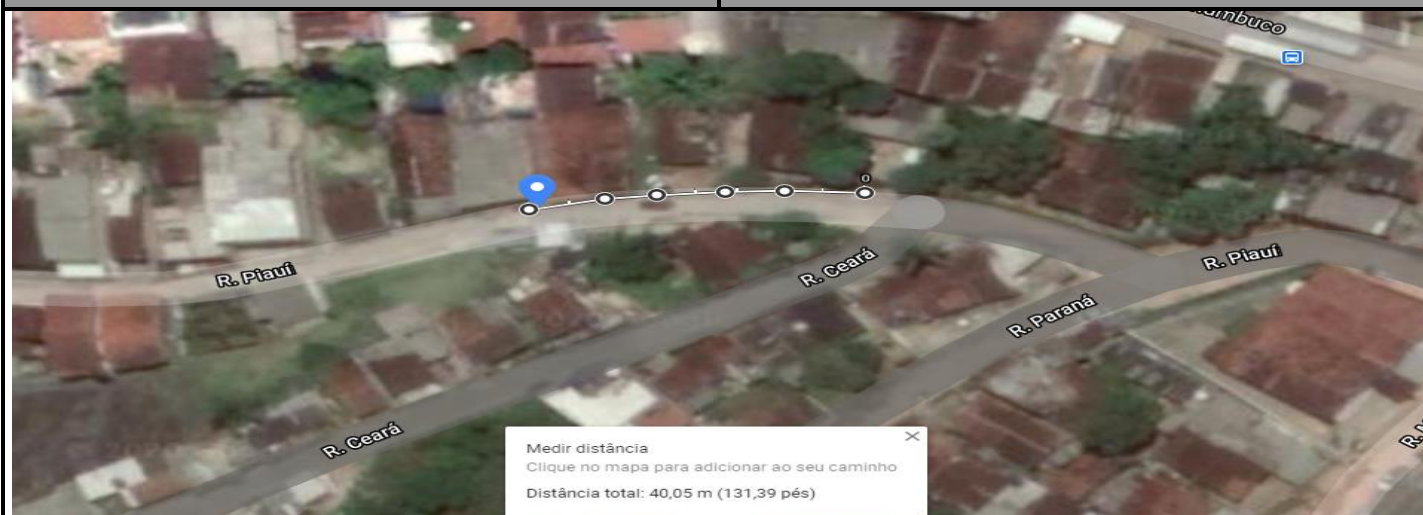 R. Piauí
R. Ceará
R. Piauí
R. Paraná
R. Ceará
Medir distância
Clique no mapa para adicionar ao seu caminho
Distância total: 40,05 m (131,39 pés)